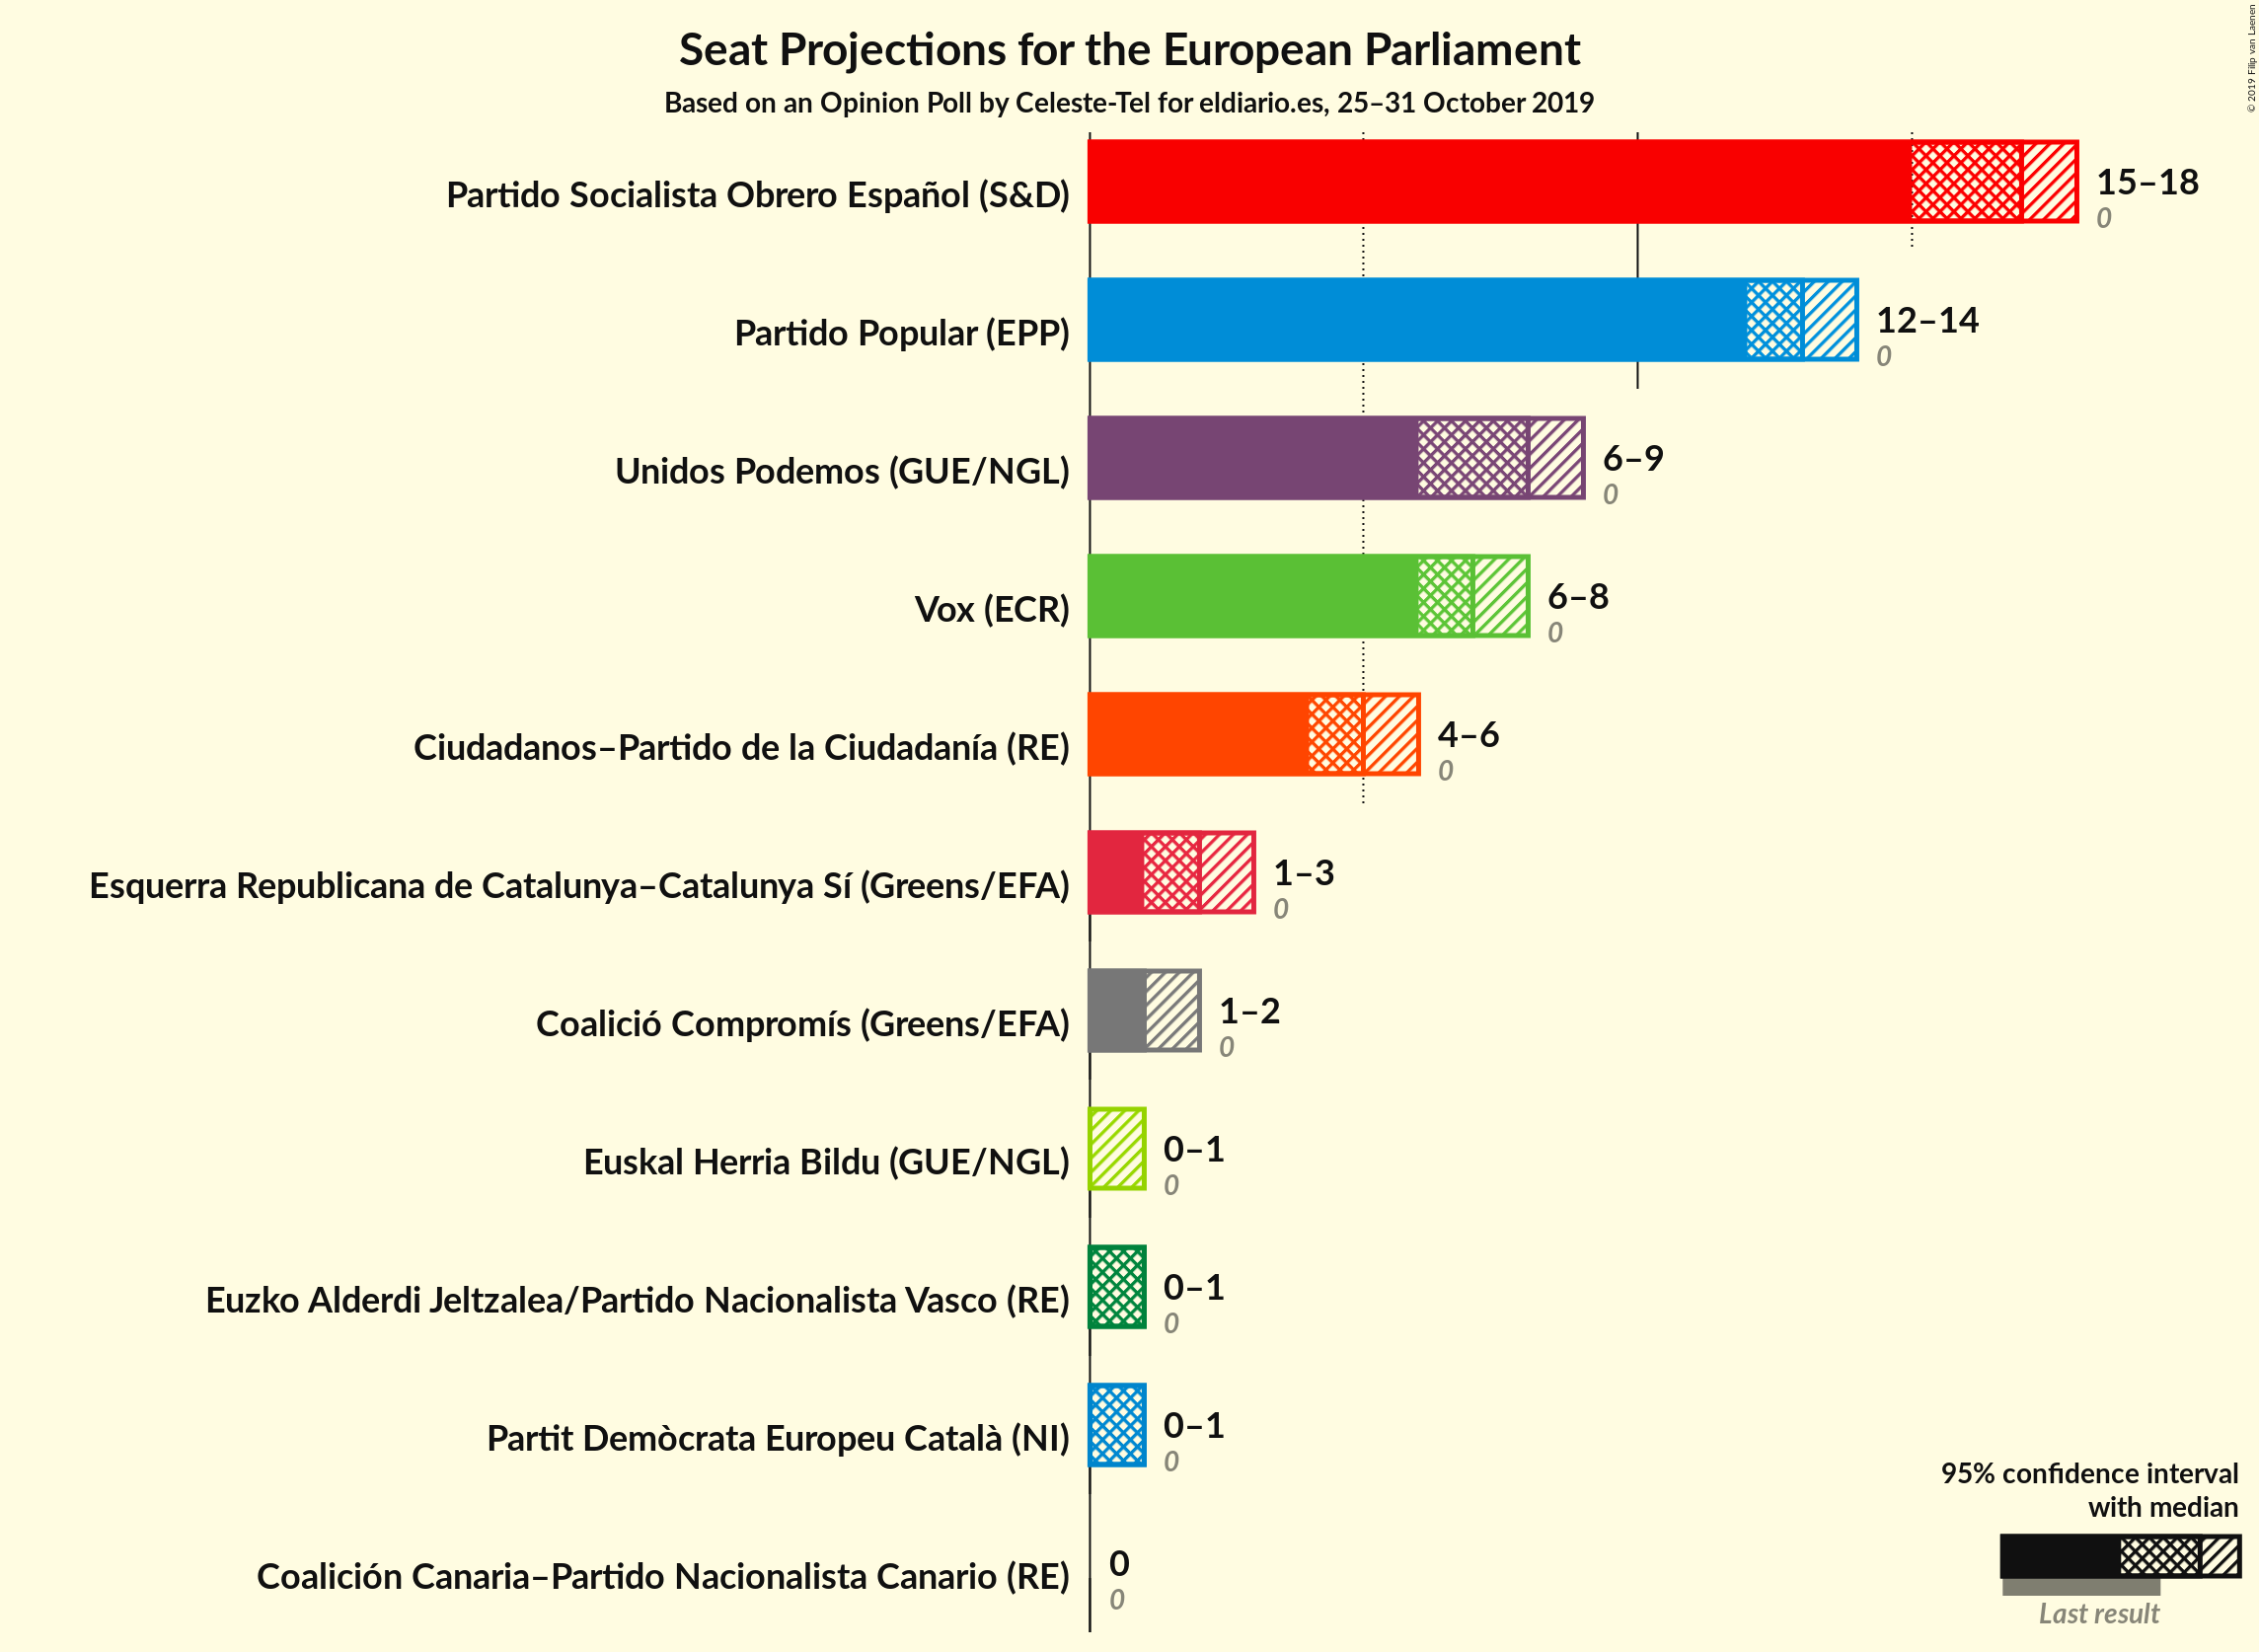 Seat Projections for the European Parliament
Based on an Opinion Poll by Celeste-Tel for eldiario.es, 25–31 October 2019
© 2019 Filip van Laenen
Partido Socialista Obrero Español (S&D)
15–18
0
Partido Popular (EPP)
12–14
0
Unidos Podemos (GUE/NGL)
6–9
0
Vox (ECR)
6–8
0
Ciudadanos–Partido de la Ciudadanía (RE)
4–6
0
Esquerra Republicana de Catalunya–Catalunya Sí (Greens/EFA)
1–3
0
Coalició Compromís (Greens/EFA)
1–2
0
Euskal Herria Bildu (GUE/NGL)
0–1
0
Euzko Alderdi Jeltzalea/Partido Nacionalista Vasco (RE)
0–1
0
Partit Demòcrata Europeu Català (NI)
0–1
0
Coalición Canaria–Partido Nacionalista Canario (RE)
0
0
95% confidence interval
with median
Last result